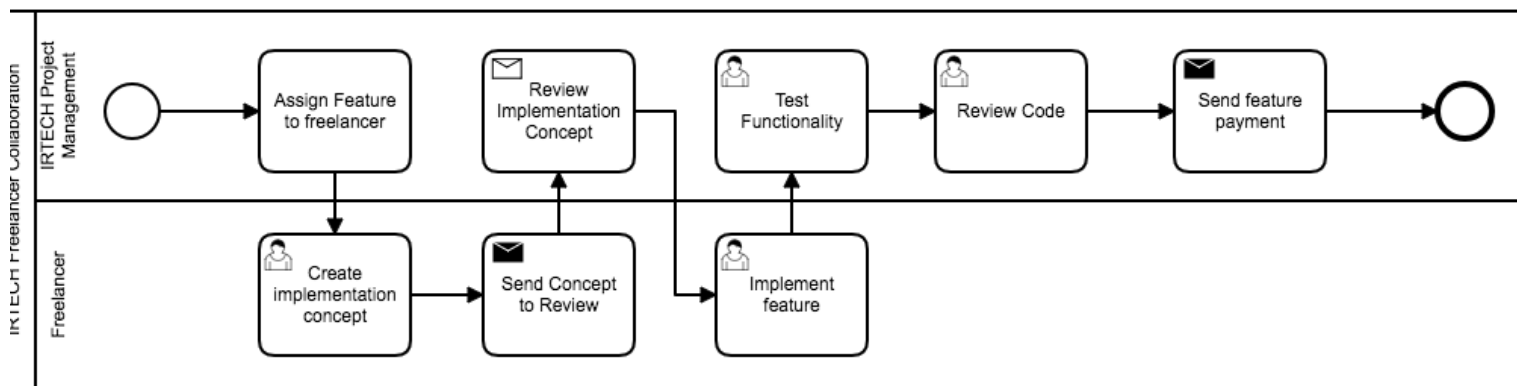 IRTECH Freelancer Collaboration
IRTECH Project
Management
Assign Feature
to freelancer
Review
Implementation
Concept
Test
Functionality
Review Code
Send feature
payment
Freelancer
Create
implementation
concept
Send Concept
to Review
Implement
feature